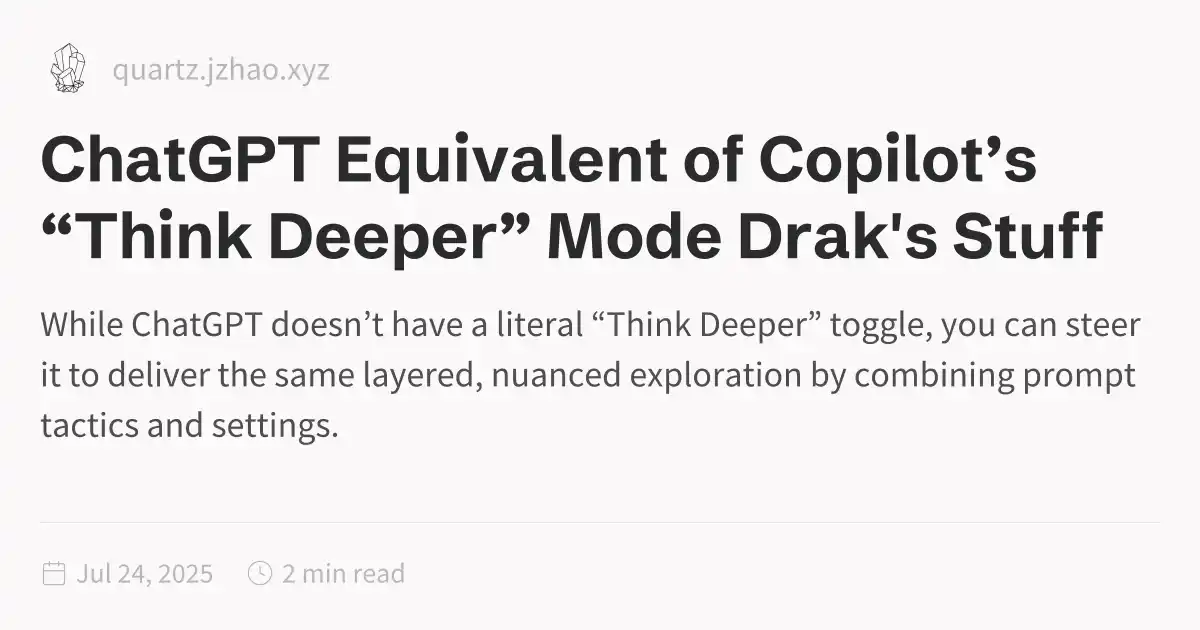 quartz.jzhao.xyz
ChatGPT Equivalent of Copilot’s
“Think Deeper” Mode Drak's Stuff
While ChatGPT doesn’t have a literal “Think Deeper” toggle, you can steer
it to deliver the same layered, nuanced exploration by combining prompt
tactics and settings.
Jul 24, 2025 2 min read